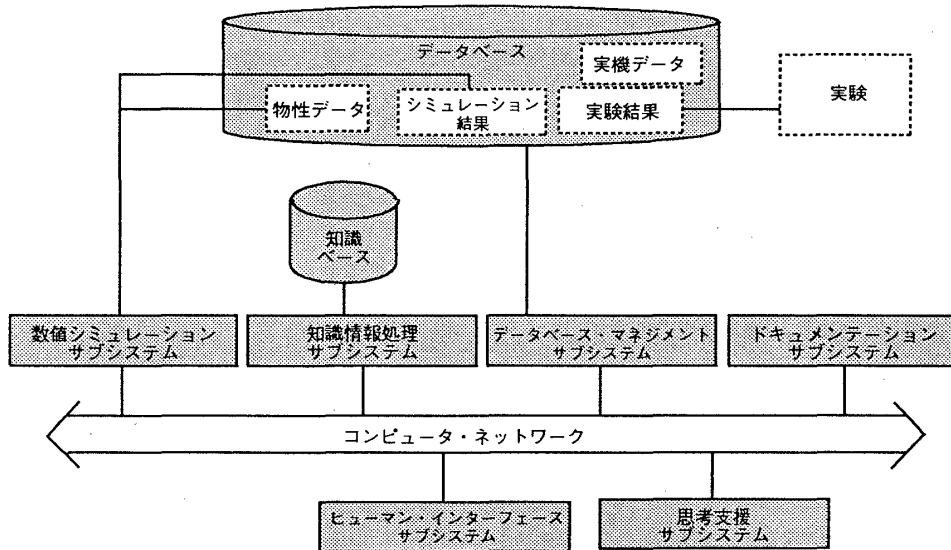 データベース
実機データ
物性データ
シミュレーション
結果
実験結果
実験
知識
ベース
数値シミュレーション
サブシステム
知識情報処理
サブシステム
データベース・マネジメント
サブシステム
ドキュメンテーション
サブシステム
コンピュータ・ネットワーク
ヒューマン・インターフェース
サブシステム
思考支援
サブシステム